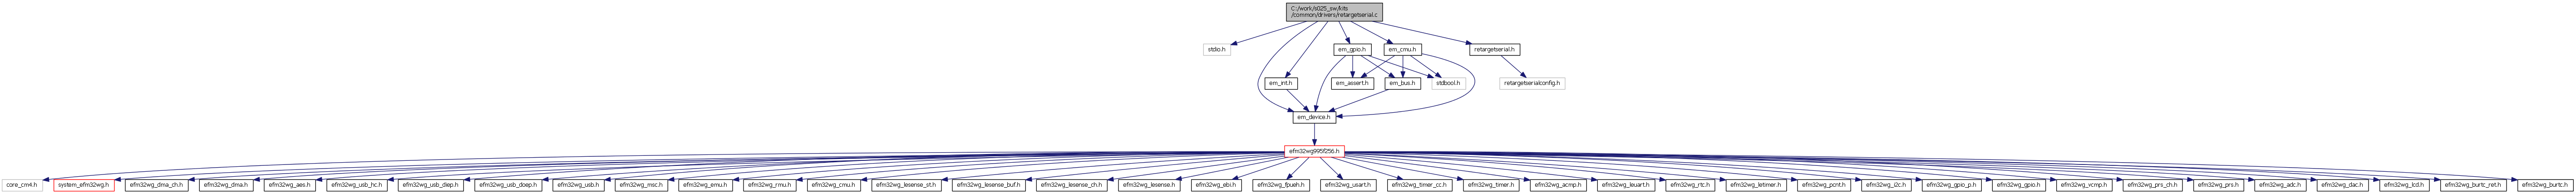 C:/work/s025_sw/kits
/common/drivers/retargetserial.c
stdio.h
em_gpio.h
em_cmu.h
retargetserial.h
em_int.h
em_assert.h
em_bus.h
stdbool.h
retargetserialconfig.h
em_device.h
efm32wg995f256.h
core_cm4.h
system_efm32wg.h
efm32wg_dma_ch.h
efm32wg_dma.h
efm32wg_aes.h
efm32wg_usb_hc.h
efm32wg_usb_diep.h
efm32wg_usb_doep.h
efm32wg_usb.h
efm32wg_msc.h
efm32wg_emu.h
efm32wg_rmu.h
efm32wg_cmu.h
efm32wg_lesense_st.h
efm32wg_lesense_buf.h
efm32wg_lesense_ch.h
efm32wg_lesense.h
efm32wg_ebi.h
efm32wg_fpueh.h
efm32wg_usart.h
efm32wg_timer_cc.h
efm32wg_timer.h
efm32wg_acmp.h
efm32wg_leuart.h
efm32wg_rtc.h
efm32wg_letimer.h
efm32wg_pcnt.h
efm32wg_i2c.h
efm32wg_gpio_p.h
efm32wg_gpio.h
efm32wg_vcmp.h
efm32wg_prs_ch.h
efm32wg_prs.h
efm32wg_adc.h
efm32wg_dac.h
efm32wg_lcd.h
efm32wg_burtc_ret.h
efm32wg_burtc.h